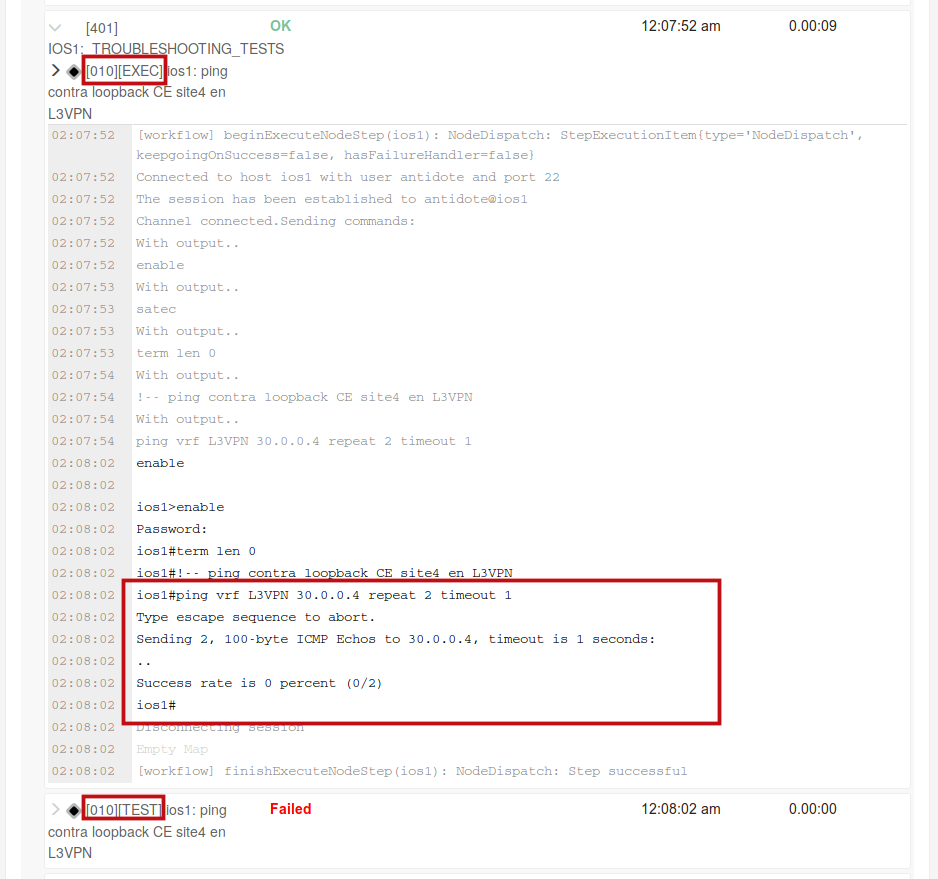 [401] OK 12:07:52 am 0.00:09
IOS1:_TROUBLESHOOTING_TESTS
[010][EXEC] ios1: ping
contra loopback CE site4 en
L3VPN
02:07:52 [workflow] beginExecuteNodeStep(ios1): NodeDispatch: StepExecutionItem{type='NodeDispatch',
keepgoingOnSuccess=false, hasFailureHandler=false}
02:07:52 Connected to host ios1 with user antidote and port 22
02:07:52 The session has been established to antidote@ios1
02:07:52 Channel connected.Sending commands:
02:07:52 With output..
02:07:52 enable
02:07:53 With output..
02:07:53 satec
02:07:53 With output..
02:07:53 term len 0
02:07:54 With output..
02:07:54 !-- ping contra loopback CE site4 en L3VPN
02:07:54 With output..
02:07:54 ping vrf L3VPN 30.0.0.4 repeat 2 timeout 1
02:08:02 enable
02:08:02
02:08:02 ios1>enable
02:08:02 Password:
02:08:02 ios1#term len 0
02:08:02 ios1#!-- ping contra loopback CE site4 en L3VPN
02:08:02 ios1#ping vrf L3VPN 30.0.0.4 repeat 2 timeout 1
02:08:02 Type escape sequence to abort.
02:08:02 Sending 2, 100-byte ICMP Echos to 30.0.0.4, timeout is 1 seconds:
02:08:02 ..
02:08:02 Success rate is 0 percent (0/2)
02:08:02 ios1#
02:08:02 Disconnecting session
02:08:02 Empty Map
02:08:02 [workflow] finishExecuteNodeStep(ios1): NodeDispatch: Step successful
[010][TEST] ios1: ping Failed 12:08:02 am 0.00:00
contra loopback CE site4 en
L3VPN